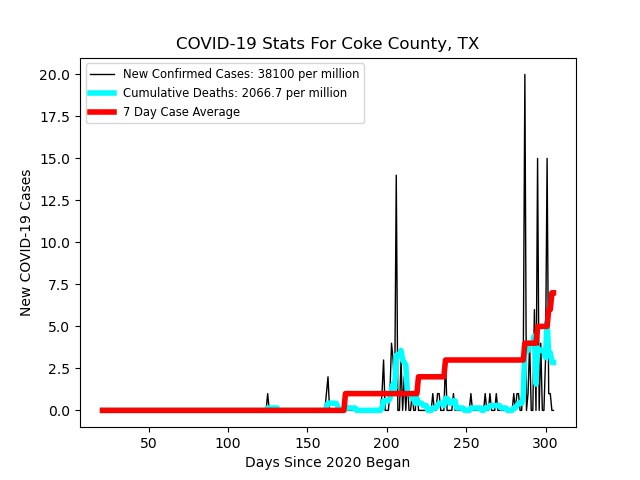 COVID-19 Stats For Coke County, TX
New Confirmed Cases: 38100 per million
Cumulative Deaths: 2066.7 per million
7 Day Case Average
20.0
17.5
15.0
12.5
10.0
7.5
5.0
2.5
0.0
New COVID-19 Cases
50 100 150 200 250 300
Days Since 2020 Began